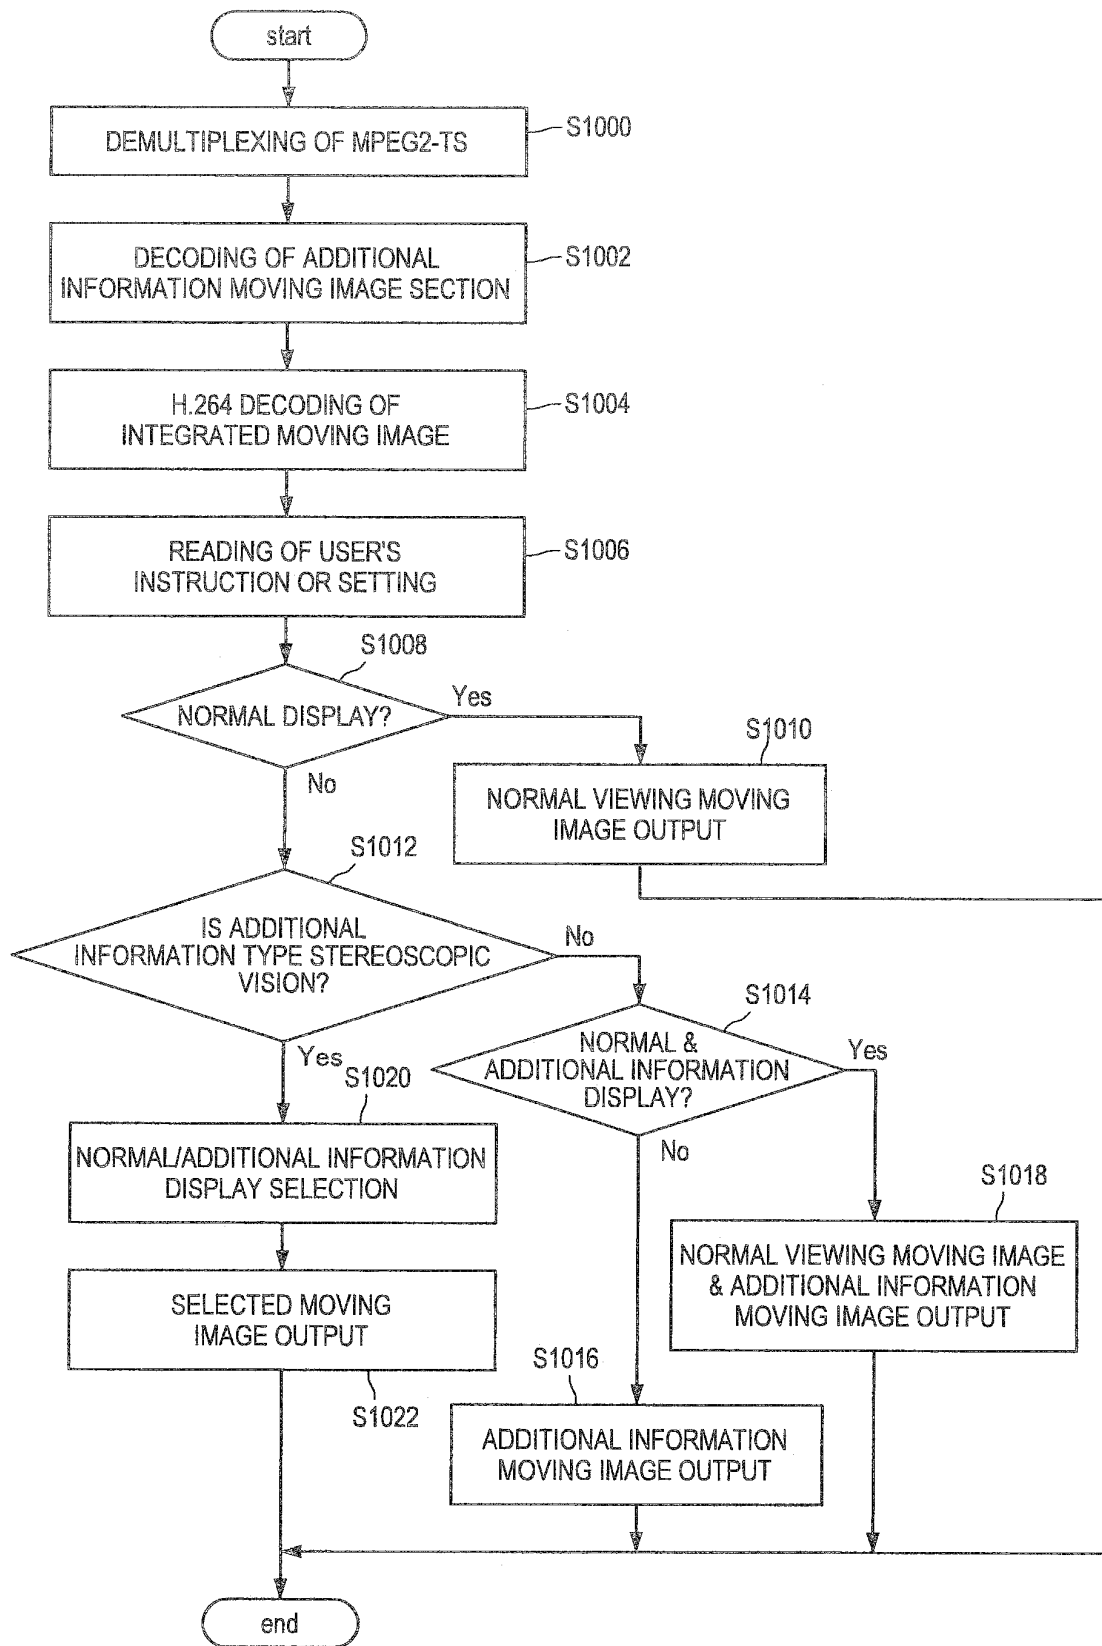 start
DEMULTIPLEXING OF MPEG2-TS
S1000
DECODING OF ADDITIONAL
INFORMATION MOVING IMAGE SECTION
S1002
H.264 DECODING OF
INTEGRATED MOVING IMAGE
S1004
READING OF USER'S
INSTRUCTION OR SETTING
S1006
S1008
NORMAL DISPLAY?
Yes
No
S1010
NORMAL VIEWING MOVING
IMAGE OUTPUT
S1012
IS ADDITIONAL
INFORMATION TYPE STEREOSCOPIC
VISION?
No
Yes
S1014
NORMAL &
ADDITIONAL INFORMATION
DISPLAY?
Yes
No
S1020
NORMAL/ADDITIONAL INFORMATION
DISPLAY SELECTION
S1018
NORMAL VIEWING MOVING IMAGE
& ADDITIONAL INFORMATION
MOVING IMAGE OUTPUT
SELECTED MOVING
IMAGE OUTPUT
S1022
S1016
ADDITIONAL INFORMATION
MOVING IMAGE OUTPUT
end